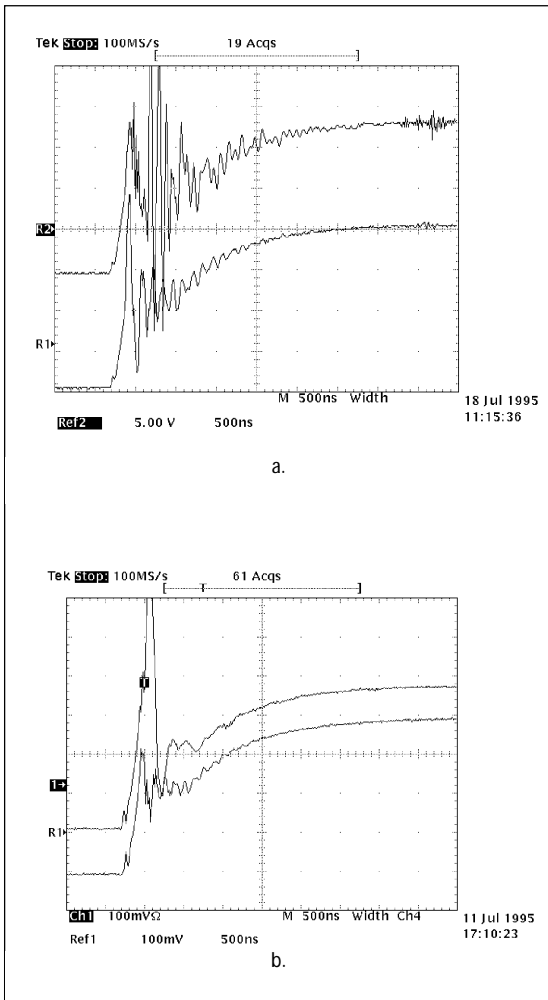 Tek Stop: 100MS/s 19 Acqs
R2
R1
M 500ns Width
18 Jul 1995
11:15:36
Ref2 5.00 V 500ns
a.
Tek Stop: 100MS/s 61 Acqs
T
T
1
R1
Ch1 100mVΩ M 500ns Width Ch4
11 Jul 1995
17:10:23
Ref1 100mV 500ns
b.